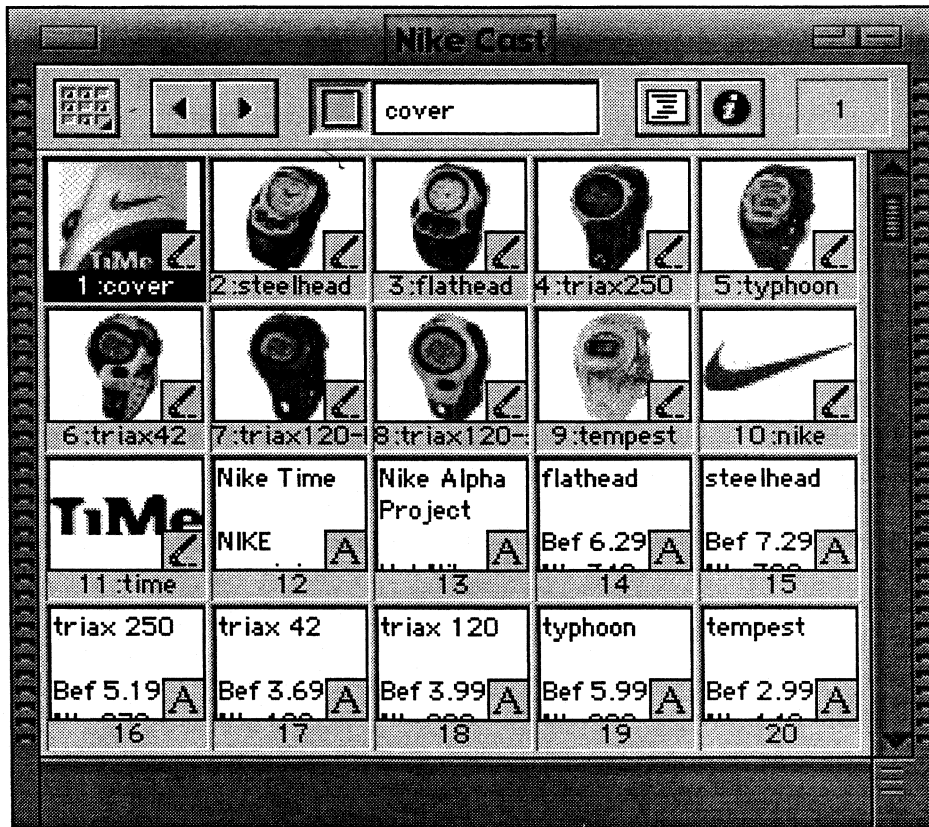 Nike Cast
cover
1
TiMe
1 :cover
2 :steelhead
3 :flathead
4 :triax250
5 :typhoon
6 :triax42
7 :triax120-
8 :triax120-
9 :tempest
10 :nike
TiMe
11 :time
Nike Time
NIKE
A
12
Nike Alpha
Project
A
13
flathead
Bef 6.29
A
14
steelhead
Bef 7.29
A
15
triax 250
Bef 5.19
A
16
triax 42
Bef 3.69
A
17
triax 120
Bef 3.99
A
18
typhoon
Bef 5.99
A
19
tempest
Bef 2.99
A
20